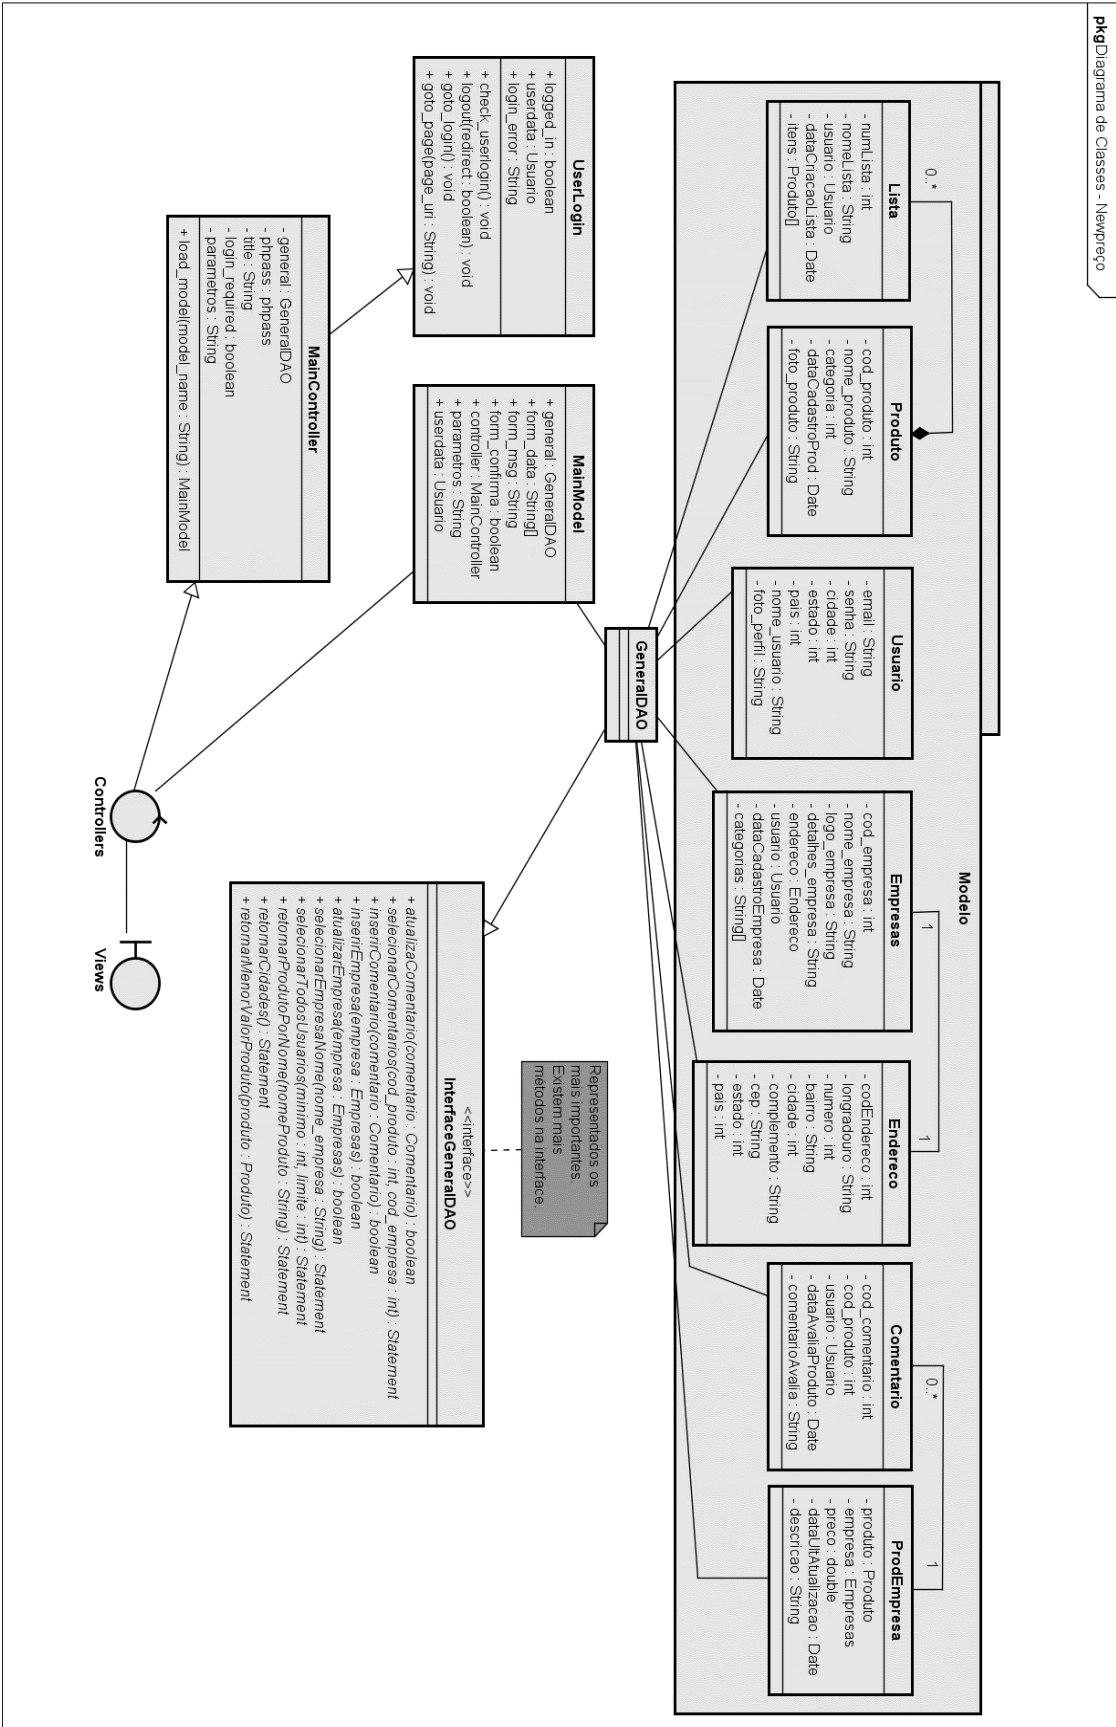 pkg Diagrama de Classes - Newpreço
Modelo
Lista
- numLista : int
- nomeLista : String
- usuario : Usuario
- dataCriacaoLista : Date
- itens : Produto[]
0..*
Produto
- cod_produto : int
- nome_produto : String
- categoria : int
- dataCadastroProd : Date
- foto_produto : String
Usuario
- email : String
- senha : String
- cidade : int
- estado : int
- pais : int
- nome_usuario : String
- foto_perfil : String
Empresas
- cod_empresa : int
- nome_empresa : String
- logo_empresa : String
- detalhes_empresa : String
- endereco : Endereco
- usuario : Usuario
- dataCadastroEmpresa : Date
- categorias : String[]
1
1
Endereco
- codEndereco : int
- longradouro : String
- numero : int
- bairro : String
- cidade : int
- complemento : String
- cep : String
- estado : int
- pais : int
Comentario
- cod_comentario : int
- cod_produto : int
- usuario : Usuario
- dataAvaliaProduto : Date
- comentarioAvalia : String
0..*
1
ProdEmpresa
- produto : Produto
- empresa : Empresas
- preco : double
- dataUltAtualizacao : Date
- descricao : String
GeneralDAO
UserLogin
+ logged_in : boolean
+ userdata : Usuario
+ login_error : String
+ check_userlogin() : void
+ logout(redirect : boolean) : void
+ goto_login() : void
+ goto_page(page_uri : String) : void
MainModel
+ general : GeneralDAO
+ form_data : String[]
+ form_msg : String
+ form_confirma : boolean
+ controller : MainController
+ parametros : String
+ userdata : Usuario
Representados os
mais importantes.
Existem mais
métodos na interface.
<<interface>>
InterfaceGeneralDAO
+ atualizaComentario(comentario : Comentario) : boolean
+ selecionarComentarios(cod_produto : int, cod_empresa : int) : Statement
+ inserirComentario(comentario : Comentario) : boolean
+ inserirEmpresa(empresa : Empresas) : boolean
+ atualizarEmpresa(empresa : Empresas) : boolean
+ selecionarEmpresaNome(nome_empresa : String) : Statement
+ selecionarTodosUsuarios(minimo : int, limite : int) : Statement
+ retornarProdutoPorNome(nomeProduto : String) : Statement
+ retornarCidades() : Statement
+ retornarMenorValorProduto(produto : Produto) : Statement
MainController
- general : GeneralDAO
- phpass : phpass
- title : String
- login_required : boolean
- parametros : String
+ load_model(model_name : String) : MainModel
Controllers
Views